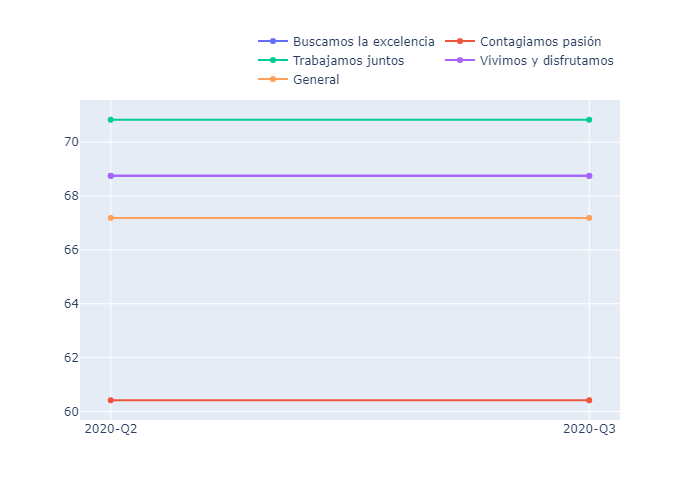 Buscamos la excelencia Contagiamos pasión
Trabajamos juntos Vivimos y disfrutamos
General
70
68
66
64
62
60
2020-Q2 2020-Q3